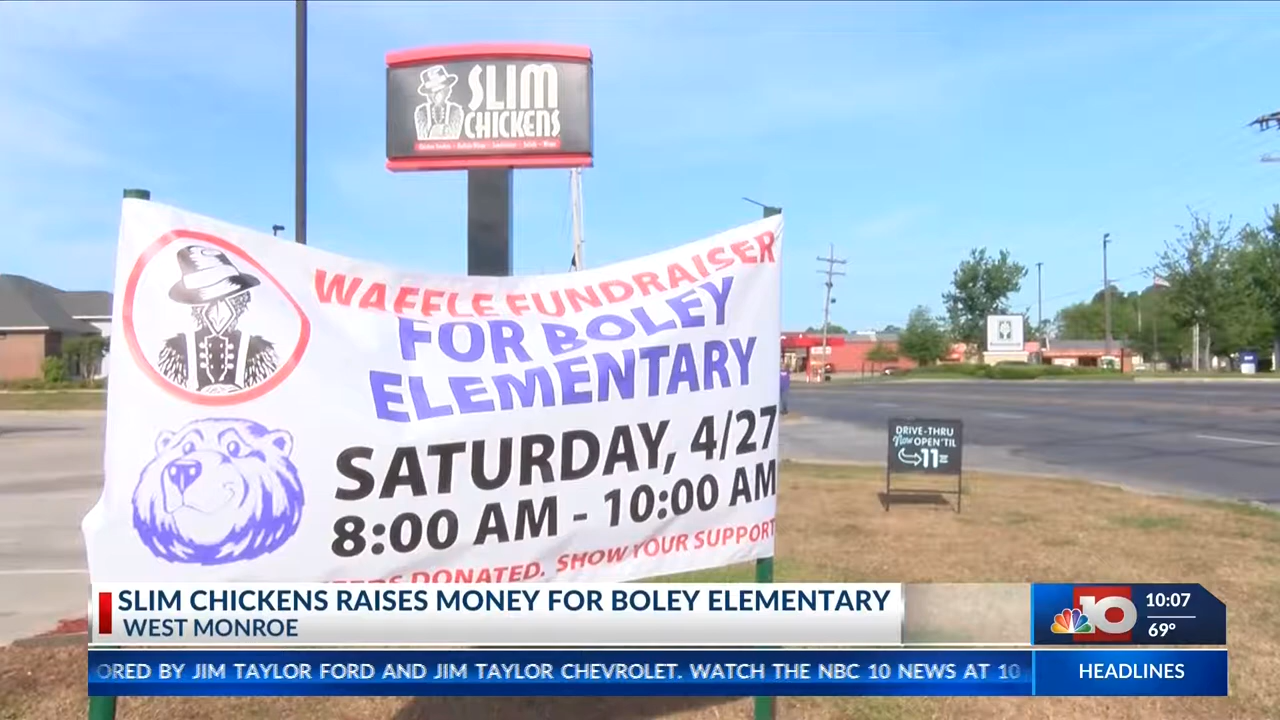 SLIM
CHICKENS
WAFFLE FUNDRAISER
FOR BOLEY
ELEMENTARY
SATURDAY, 4/27
8:00 AM - 10:00 AM
DONATED. SHOW YOUR SUPPORT
DRIVE-THRU
Now OPEN 'TIL
11
SLIM CHICKENS RAISES MONEY FOR BOLEY ELEMENTARY
WEST MONROE
10
10:07
69°
ORED BY JIM TAYLOR FORD AND JIM TAYLOR CHEVROLET. WATCH THE NBC 10 NEWS AT 10
HEADLINES